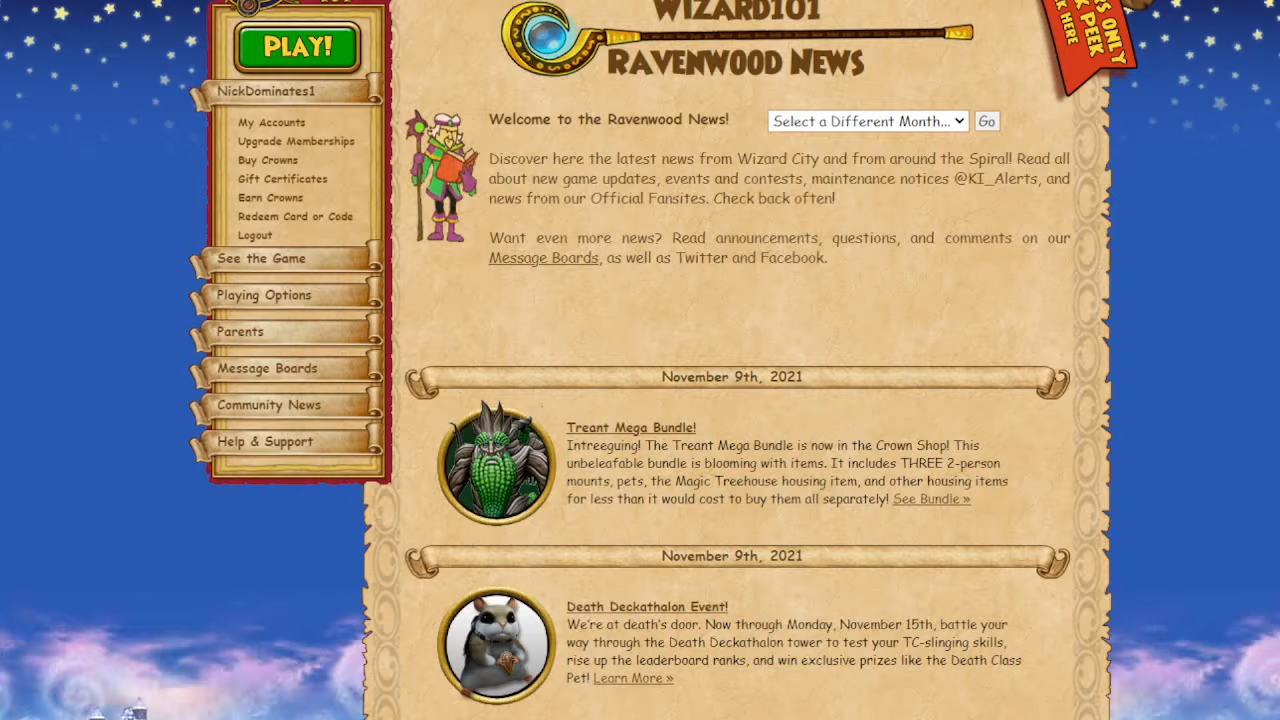 WIZARD101
RAVENWOOD NEWS
PLAY!
NickDominates1
My Accounts
Upgrade Memberships
Buy Crowns
Gift Certificates
Earn Crowns
Redeem Card or Code
Logout
See the Game
Playing Options
Parents
Message Boards
Community News
Help & Support
ONLY
PEEK
HERE
Welcome to the Ravenwood News!
Select a Different Month...
Go
Discover here the latest news from Wizard City and from around the Spiral! Read all
about new game updates, events and contests, maintenance notices @KI_Alerts, and
news from our Official Fansites. Check back often!
Want even more news? Read announcements, questions, and comments on our
Message Boards, as well as Twitter and Facebook.
November 9th, 2021
Treant Mega Bundle!
Intreeguing! The Treant Mega Bundle is now in the Crown Shop! This
unbeleafable bundle is blooming with items. It includes THREE 2-person
mounts, pets, the Magic Treehouse housing item, and other housing items
for less than it would cost to buy them all separately! See Bundle »
November 9th, 2021
Death Deckathalon Event!
We're at death's door. Now through Monday, November 15th, battle your
way through the Death Deckathalon tower to test your TC-slinging skills,
rise up the leaderboard ranks, and win exclusive prizes like the Death Class
Pet! Learn More »